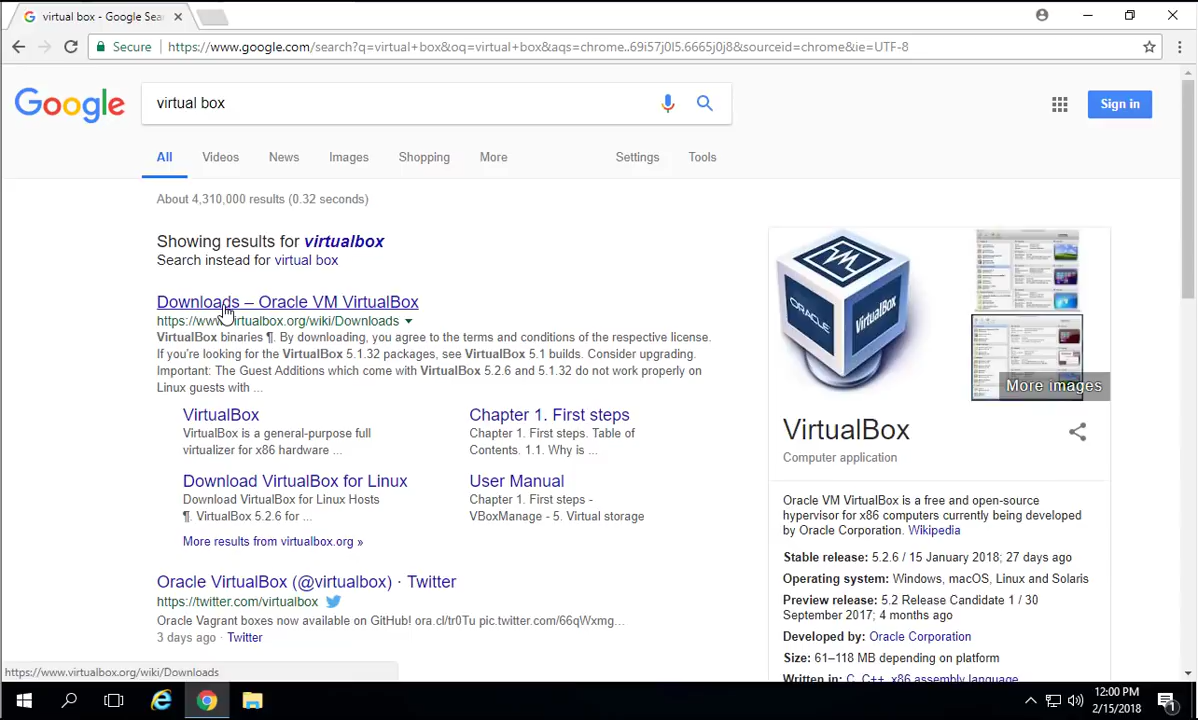 virtual box - Google Sea
Secure
https://www.google.com/search?q=virtual+box&oq=virtual+box&aqs=chrome..69i57j0l5.6665j0j8&sourceid=chrome&ie=UTF-8
Google
virtual box
Sign in
All
Videos
News
Images
Shopping
More
Settings
Tools
About 4,310,000 results (0.32 seconds)
Showing results for virtualbox
Search instead for virtual box
Downloads – Oracle VM VirtualBox
https://www.virtualbox.org/wiki/Downloads
VirtualBox binaries ¶. By downloading, you agree to the terms and conditions of the respective license.
If you're looking for the VirtualBox 5.1.32 packages, see VirtualBox 5.1 builds. Consider upgrading.
Important: The Guest Additions which come with VirtualBox 5.2.6 and 5.1.32 do not work properly on
Linux guests with ...
VirtualBox
VirtualBox is a general-purpose full
virtualizer for x86 hardware ...
Chapter 1. First steps
Chapter 1. First steps. Table of
Contents. 1.1. Why is ...
Download VirtualBox for Linux
Download VirtualBox for Linux Hosts
¶. VirtualBox 5.2.6 for ...
User Manual
Chapter 1. First steps -
VBoxManage - 5. Virtual storage
More results from virtualbox.org »
Oracle VirtualBox (@virtualbox) · Twitter
https://twitter.com/virtualbox
Oracle Vagrant boxes now available on GitHub! ora.cl/tr0Tu pic.twitter.com/66qWxmg...
3 days ago · Twitter
ORACLE
VirtualBox
More images
VirtualBox
Computer application
Oracle VM VirtualBox is a free and open-source
hypervisor for x86 computers currently being developed
by Oracle Corporation. Wikipedia
Stable release: 5.2.6 / 15 January 2018; 27 days ago
Operating system: Windows, macOS, Linux and Solaris
Preview release: 5.2 Release Candidate 1 / 30
September 2017; 4 months ago
Developed by: Oracle Corporation
Size: 61–118 MB depending on platform
Written in: C, C++, x86 assembly language
https://www.virtualbox.org/wiki/Downloads
12:00 PM
2/15/2018
1